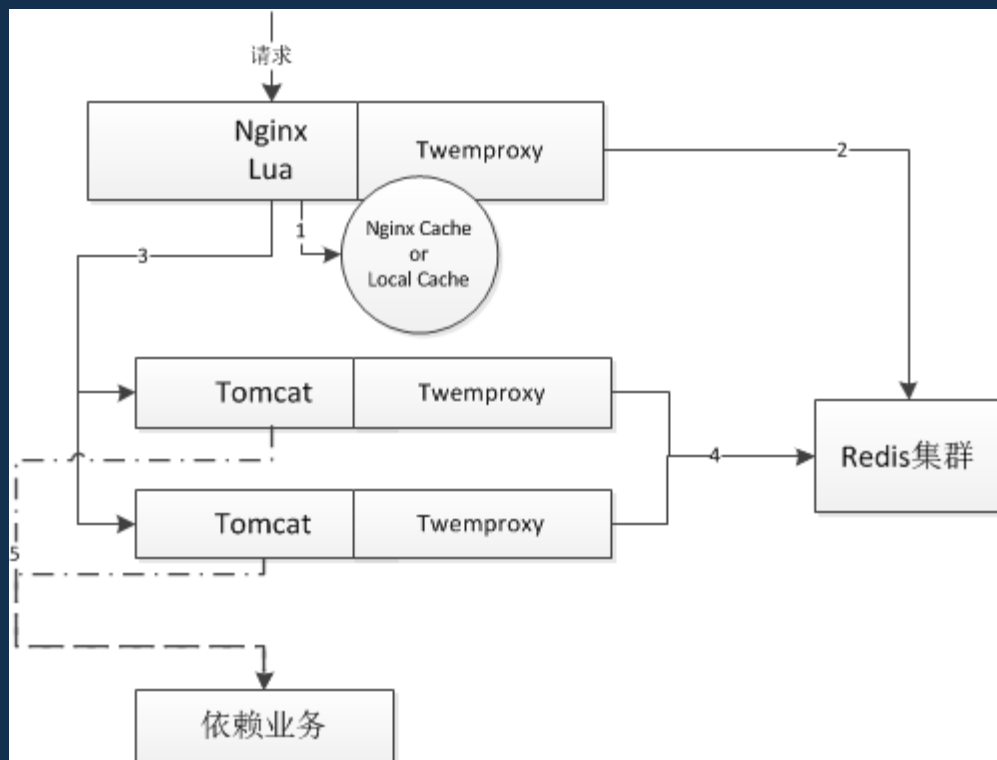 请求
Nginx
Lua
Twemproxy
2
1
Nginx Cache
or
Local Cache
3
Tomcat
Twemproxy
4
Redis集群
Tomcat
Twemproxy
5
依赖业务